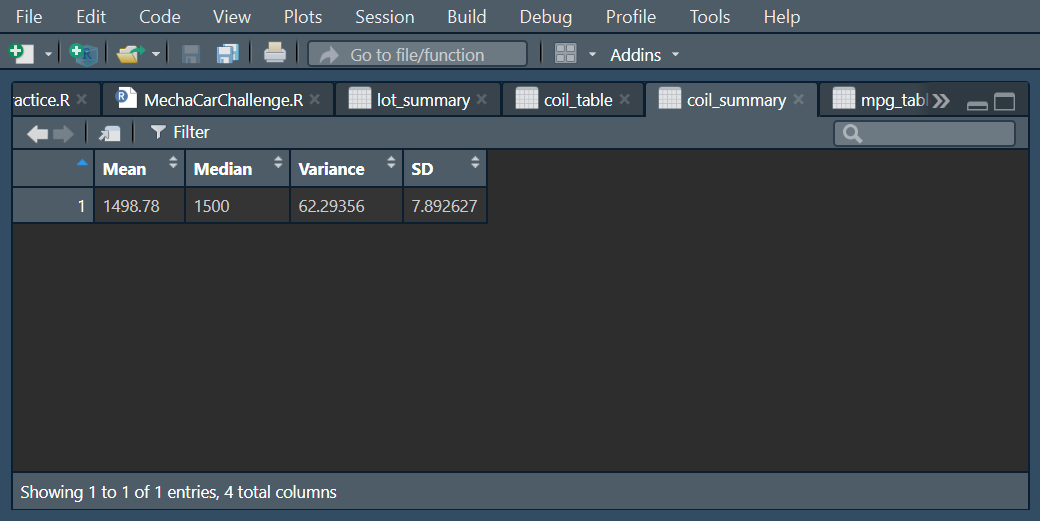 File Edit Code View Plots Session Build Debug Profile Tools Help
R Go to file/function Addins
ractice.R R MechaCarChallenge.R lot_summary coil_table coil_summary mpg_tab
Filter
Mean Median Variance SD
1 1498.78 1500 62.29356 7.892627
Showing 1 to 1 of 1 entries, 4 total columns